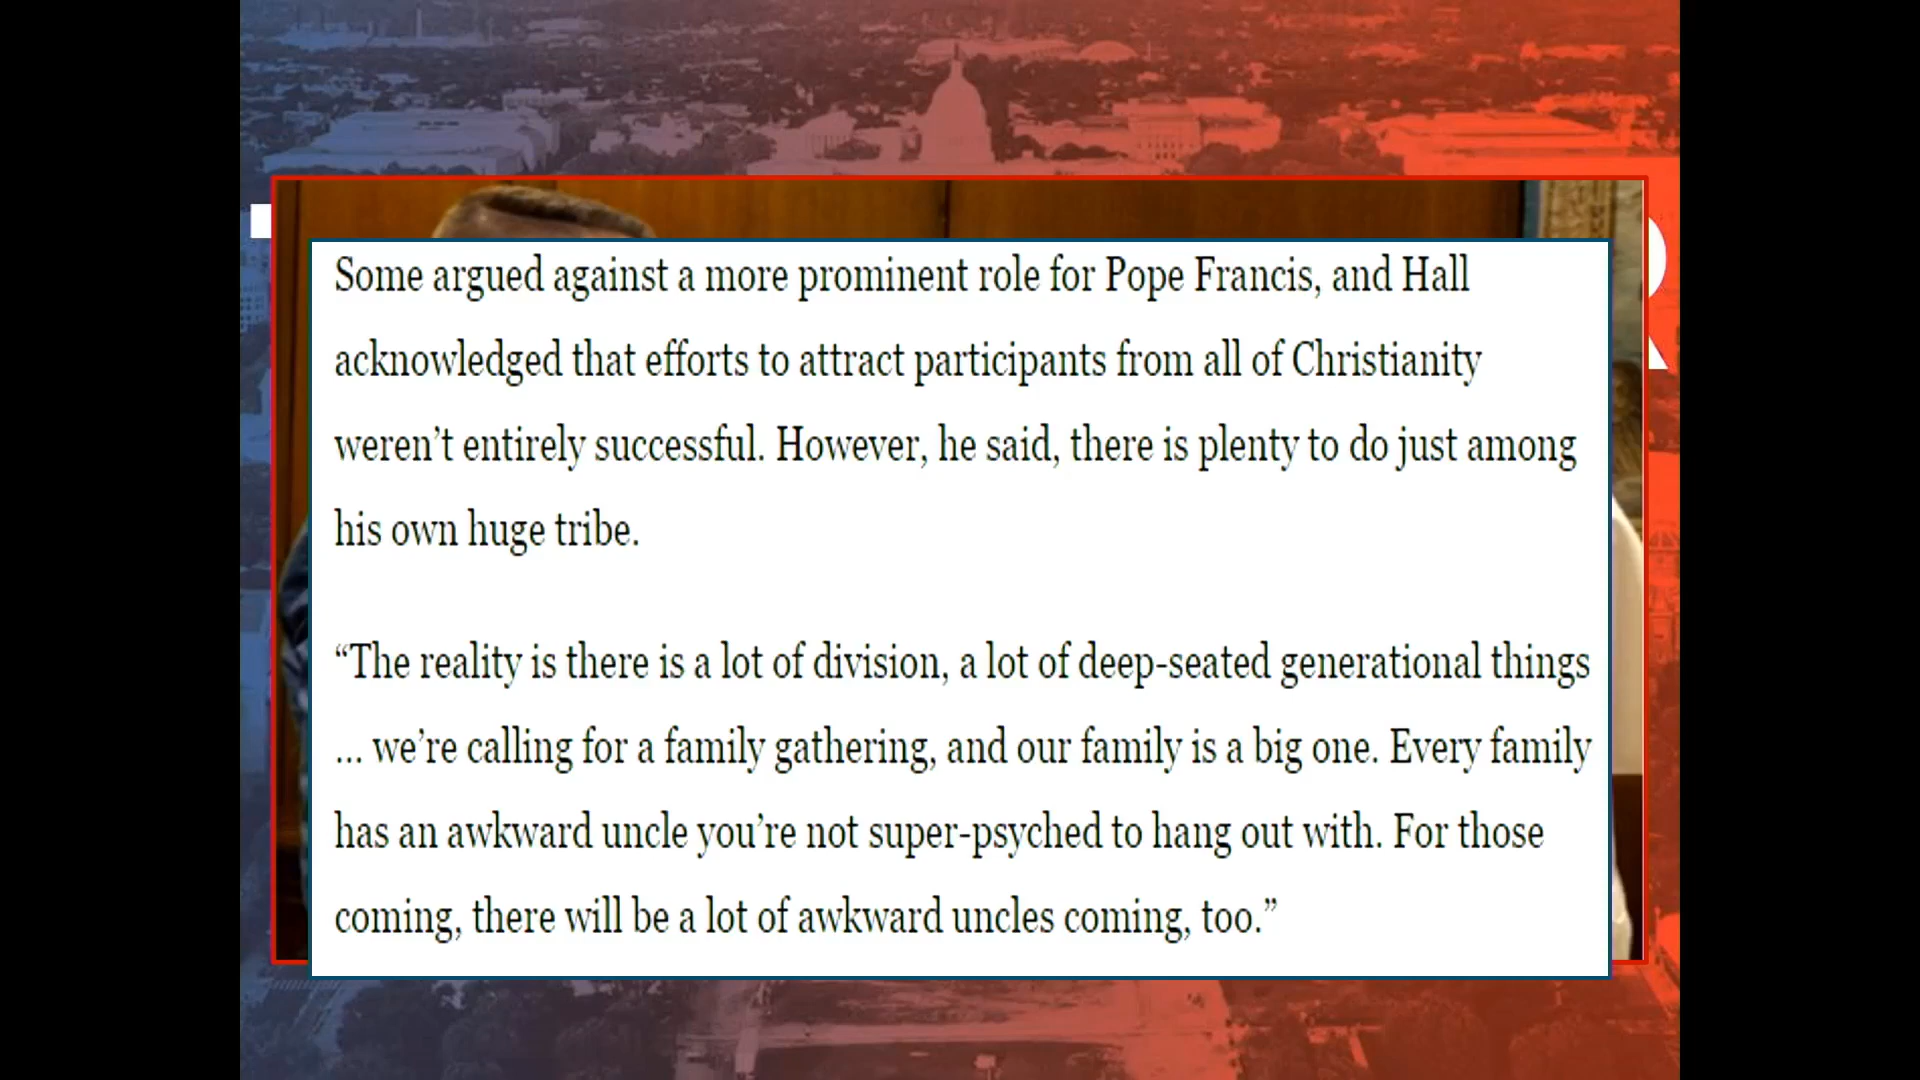 Some argued against a more prominent role for Pope Francis, and Hall
acknowledged that efforts to attract participants from all of Christianity
weren’t entirely successful. However, he said, there is plenty to do just among
his own huge tribe.
“The reality is there is a lot of division, a lot of deep-seated generational things
... we’re calling for a family gathering, and our family is a big one. Every family
has an awkward uncle you’re not super-psyched to hang out with. For those
coming, there will be a lot of awkward uncles coming, too.”